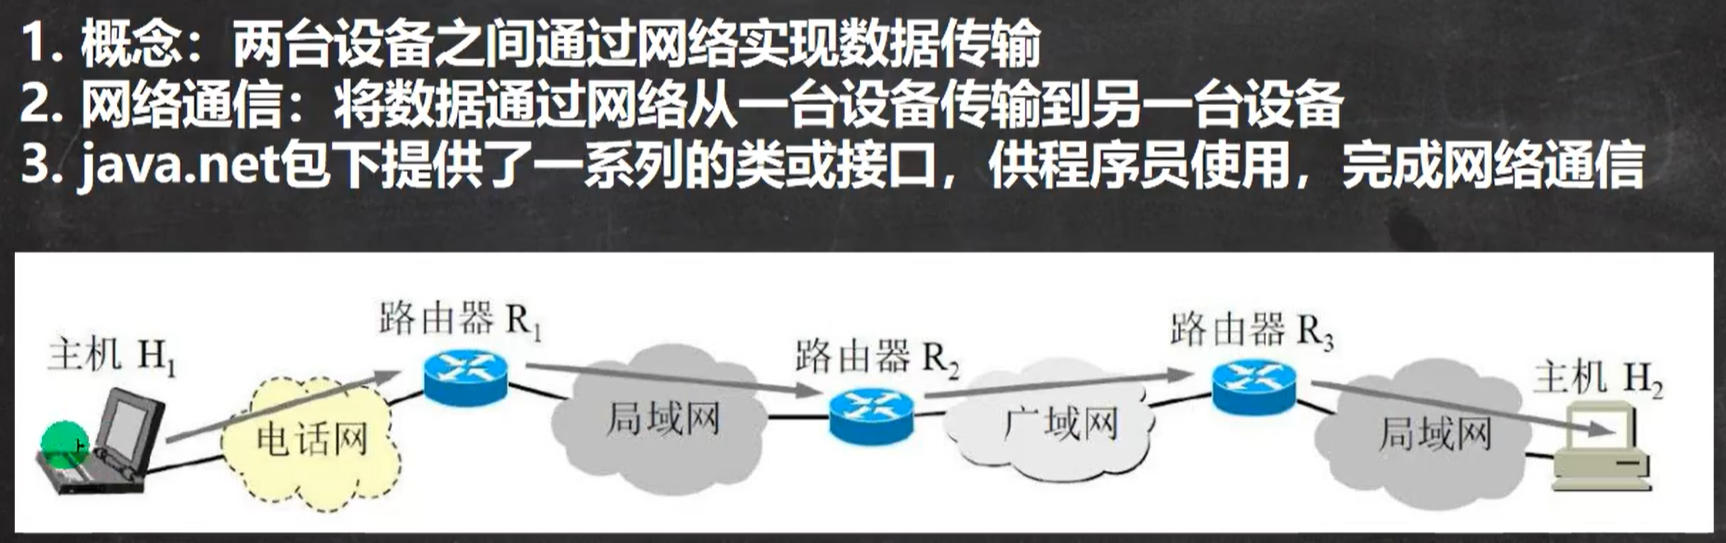 1. 概念：两台设备之间通过网络实现数据传输
2. 网络通信：将数据通过网络从一台设备传输到另一台设备
3. java.net包下提供了一系列的类或接口，供程序员使用，完成网络通信
主机 H1
路由器 R1
路由器 R2
路由器 R3
主机 H2
电话网
局域网
广域网
局域网